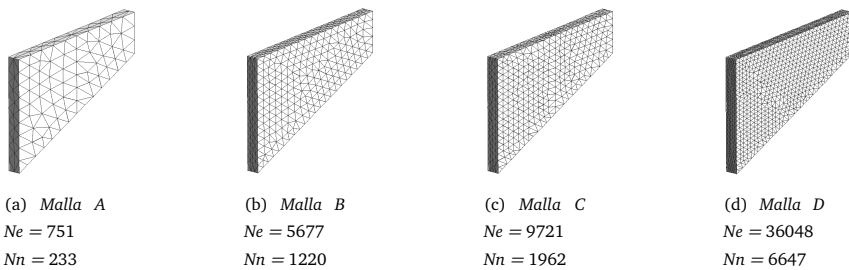 (a) Malla A
Ne = 751
Nn = 233
(b) Malla B
Ne = 5677
Nn = 1220
(c) Malla C
Ne = 9721
Nn = 1962
(d) Malla D
Ne = 36048
Nn = 6647